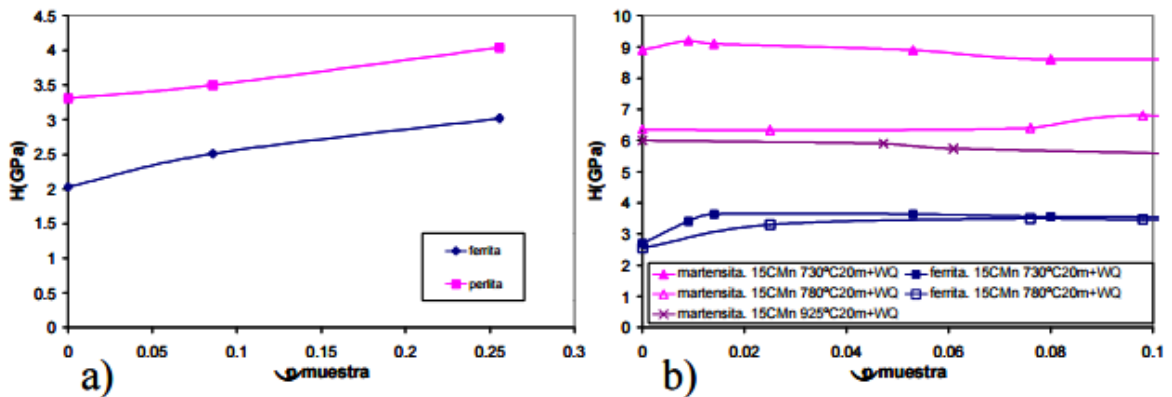 4.5
4
3.5
3
2.5
2
1.5
1
0.5
0
H(GPa)
0 0.05 0.1 0.15 0.2 0.25 0.3
muestra
ferrita
perlita
a)
10
9
8
7
6
5
4
3
2
1
0
H(GPa)
0 0.02 0.04 0.06 0.08 0.1
muestra
martensita. 15CMn 730ºC20m+WQ
ferrita. 15CMn 730ºC20m+WQ
martensita. 15CMn 780ºC20m+WQ
ferrita. 15CMn 780ºC20m+WQ
martensita. 15CMn 925ºC20m+WQ
b)